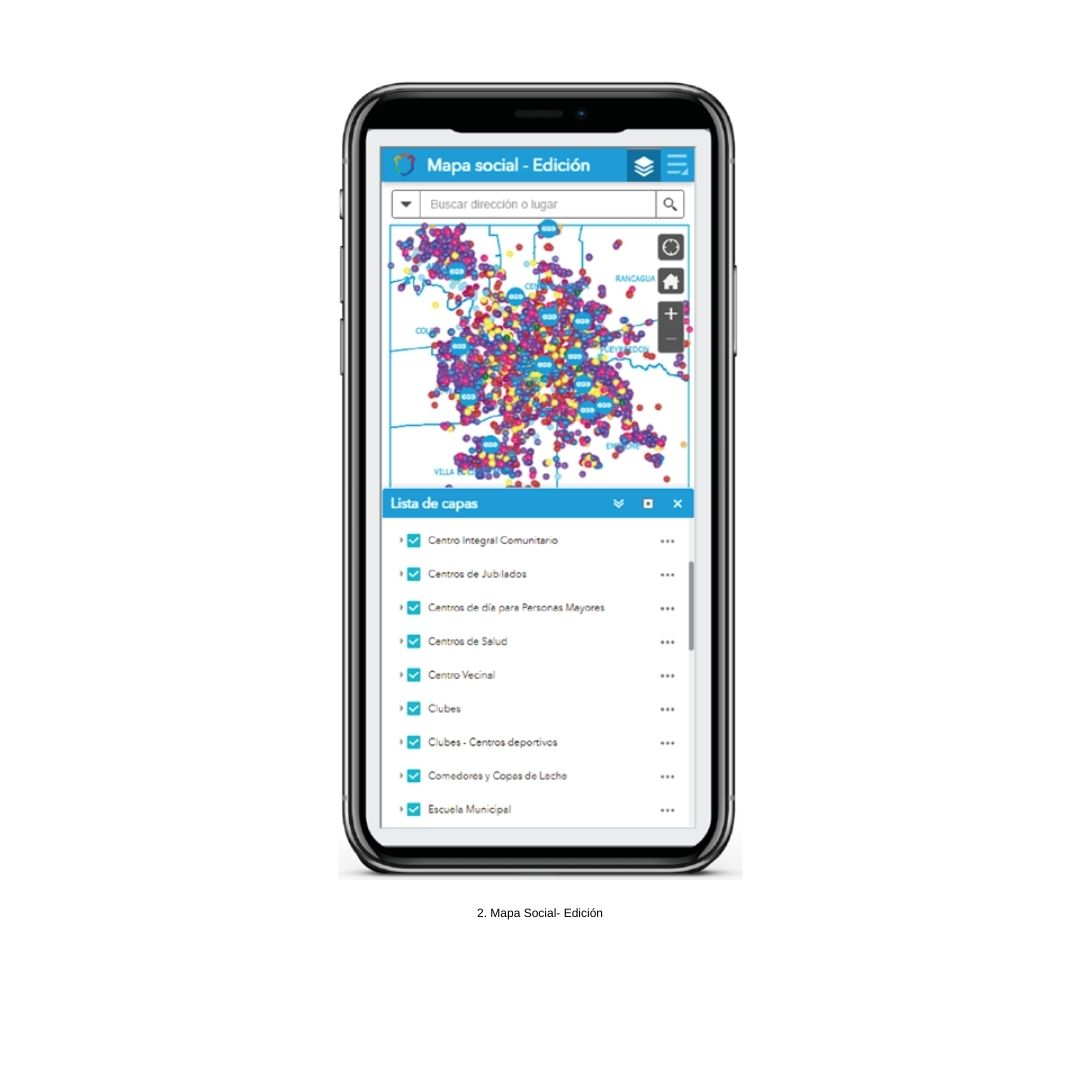 Mapa social - Edición
Buscar dirección o lugar
RANCAGUA
Lista de capas
Centro Integral Comunitario
Centros de Jubilados
Centros de día para Personas Mayores
Centros de Salud
Centro Vecinal
Clubes
Clubes - Centros deportivos
Comedores y Copas de Leche
Escuela Municipal
2. Mapa Social- Edición